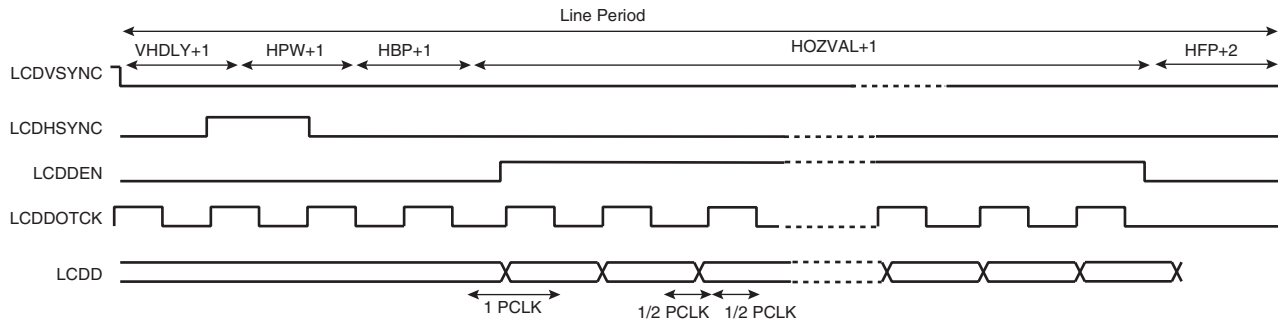 Line Period
VHDLY+1 HPW+1 HBP+1 HOZVAL+1 HFP+2
LCDVSYNC
LCDHSYNC
LCDDEN
LCDDOTCK
LCDD
1 PCLK 1/2 PCLK 1/2 PCLK